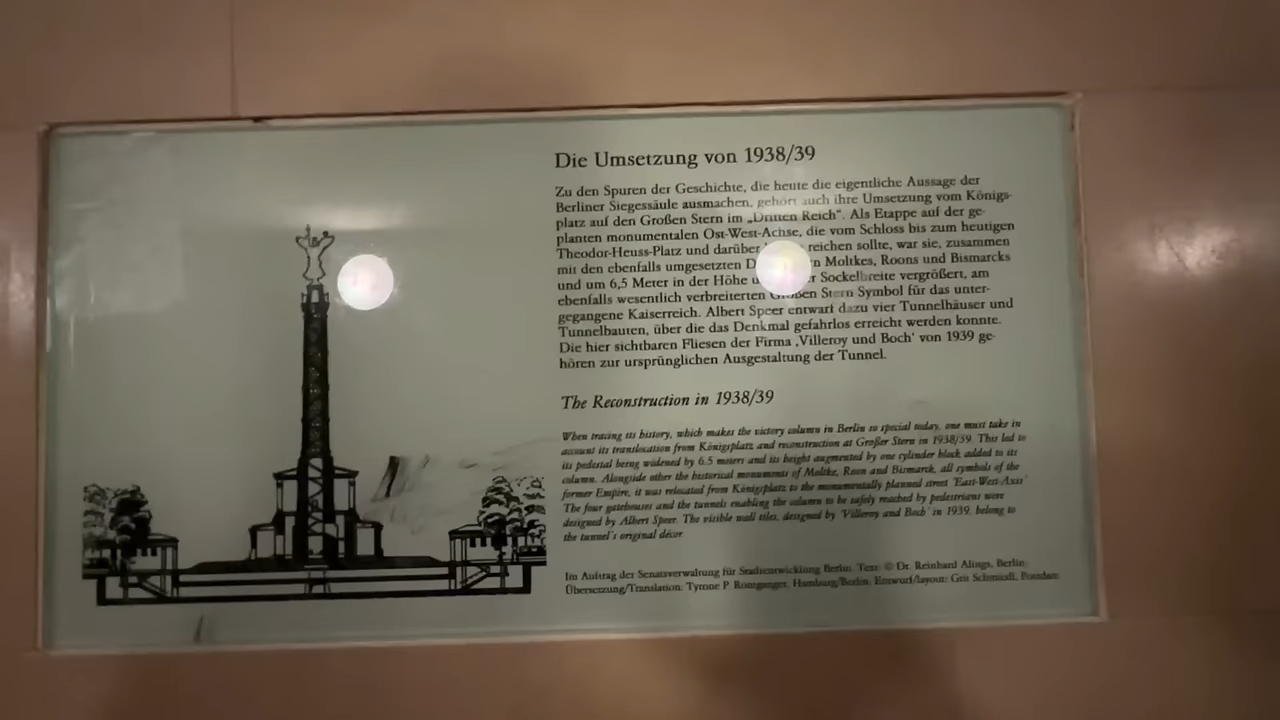 Die Umsetzung von 1938/39
Zu den Spuren der Geschichte, die heute die eigentliche Aussage der
Berliner Siegessäule ausmachen, gehört auch ihre Umsetzung vom Königs-
platz auf den Großen Stern im „Dritten Reich“. Als Etappe auf der ge-
planten monumentalen Ost-West-Achse, die vom Schloss bis zum heutigen
Theodor-Heuss-Platz und darüber reichen sollte, war sie, zusammen
mit den ebenfalls umgesetzten Moltkes, Roons und Bismarcks
und um 6,5 Meter in der Höhe Sockelbreite vergrößert, am
ebenfalls wesentlich verbreiterten Großen Stern Symbol für das unter-
gegangene Kaiserreich. Albert Speer entwarf dazu vier Tunnelhäuser und
Tunnelbauten, über die das Denkmal gefahrlos erreicht werden konnte.
Die hier sichtbaren Fliesen der Firma ‚Villeroy und Boch‘ von 1939 ge-
hören zur ursprünglichen Ausgestaltung der Tunnel.
The Reconstruction in 1938/39
When tracing its history, which makes the victory column in Berlin so special today, one must take in
account its translocation from Königsplatz and reconstruction at Großer Stern in 1938/39. This led to
its pedestal being widened by 6.5 meters and its height augmented by one cylinder block added to its
column. Alongside other the historical monuments of Moltke, Roon and Bismarck, all symbols of the
former Empire, it was relocated from Königsplatz to the monumentally planned street 'East-West-Axis'
The four gatehouses and the tunnels enabling the column to be safely reached by pedestrians were
designed by Albert Speer. The visible wall tiles, designed by 'Villeroy and Boch' in 1939, belong to
the tunnel's original décor.
Im Auftrag der Senatsverwaltung für Stadtentwicklung Berlin. Text: © Dr. Reinhard Alings, Berlin;
Übersetzung/Translation: Tyrone P. Hamburg/Berlin; Entwurf/layout: Grit Schmiedl, Potsdam